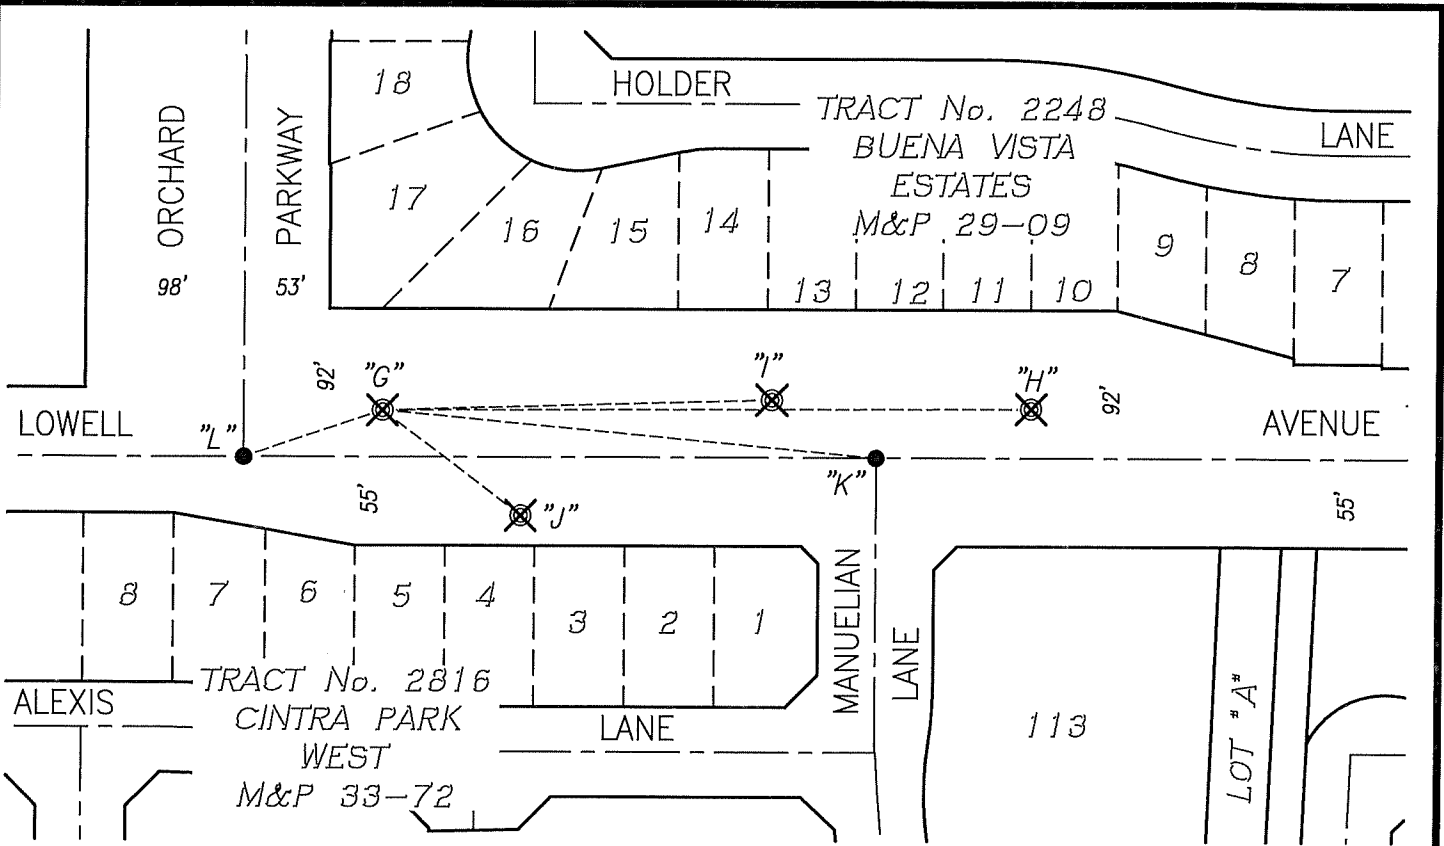 18
HOLDER
TRACT No. 2248
BUENA VISTA
ESTATES
M&P 29-09
LANE
ORCHARD
PARKWAY
98'
53'
17
16
15
14
13
12
11
10
9
8
7
92'
"G"
"I"
"H"
92'
LOWELL
"L"
AVENUE
"K"
55'
"J"
55'
8
7
6
5
4
3
2
1
MANUELIAN
LANE
TRACT No. 2816
CINTRA PARK
WEST
M&P 33-72
ALEXIS
LANE
113
LOT "A"